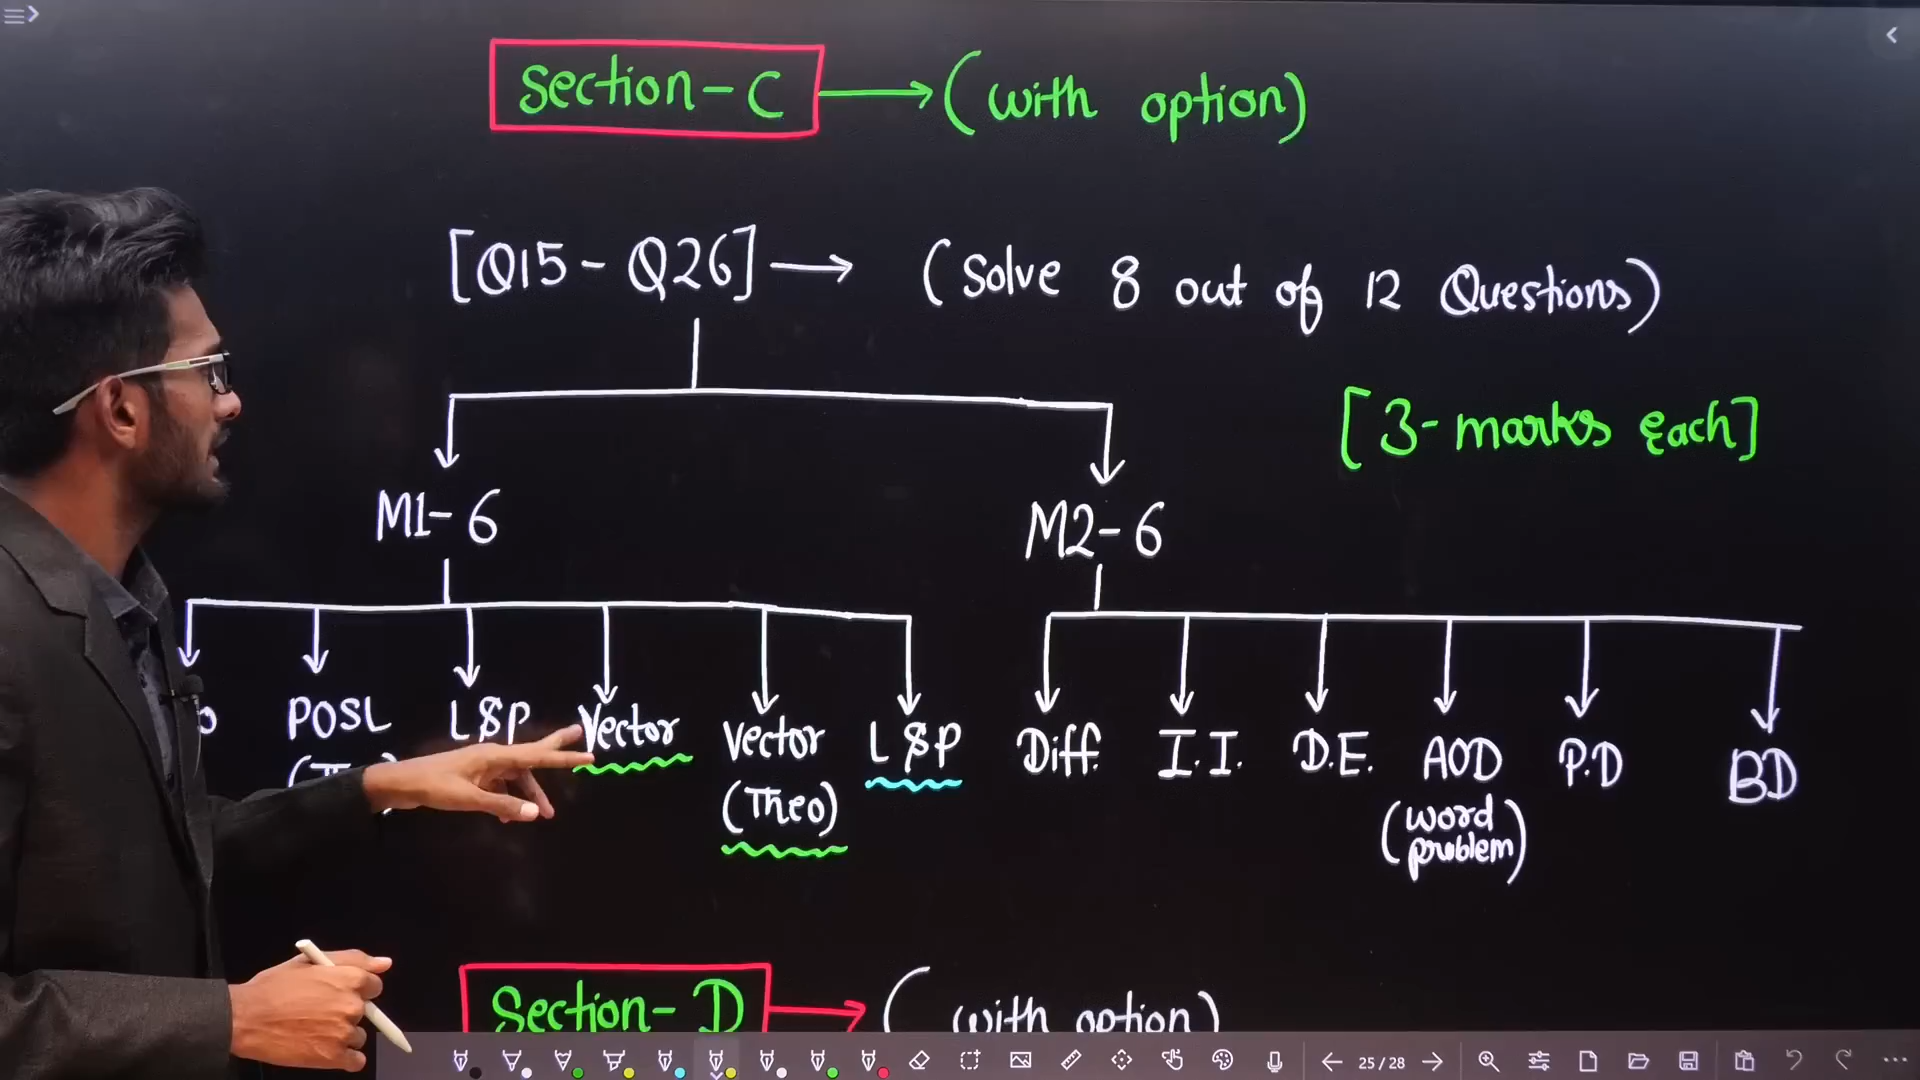 Section-C → (with option)
[Q15 - Q26] → (Solve 8 out of 12 Questions)
[3-marks each]
M1-6
M2-6
POSL
L&P
Vector
Vector
(Theo)
L&P
Diff.
I.I.
D.E.
AOD
(word problem)
P.D
BD
Section-D → (with option)
25 / 28